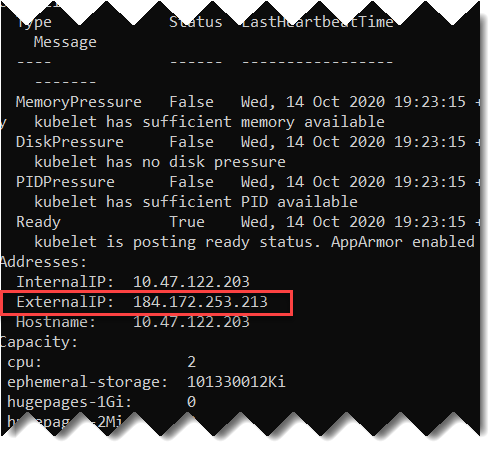 Type Status LastHeartbeatTime
Message
---- ------ -----------------
-------
MemoryPressure False Wed, 14 Oct 2020 19:23:15 +
y kubelet has sufficient memory available
DiskPressure False Wed, 14 Oct 2020 19:23:15 +
kubelet has no disk pressure
PIDPressure False Wed, 14 Oct 2020 19:23:15 +
kubelet has sufficient PID available
Ready True Wed, 14 Oct 2020 19:23:15 +
kubelet is posting ready status. AppArmor enabled
Addresses:
InternalIP: 10.47.122.203
ExternalIP: 184.172.253.213
Hostname: 10.47.122.203
Capacity:
cpu: 2
ephemeral-storage: 101330012Ki
hugepages-1Gi: 0